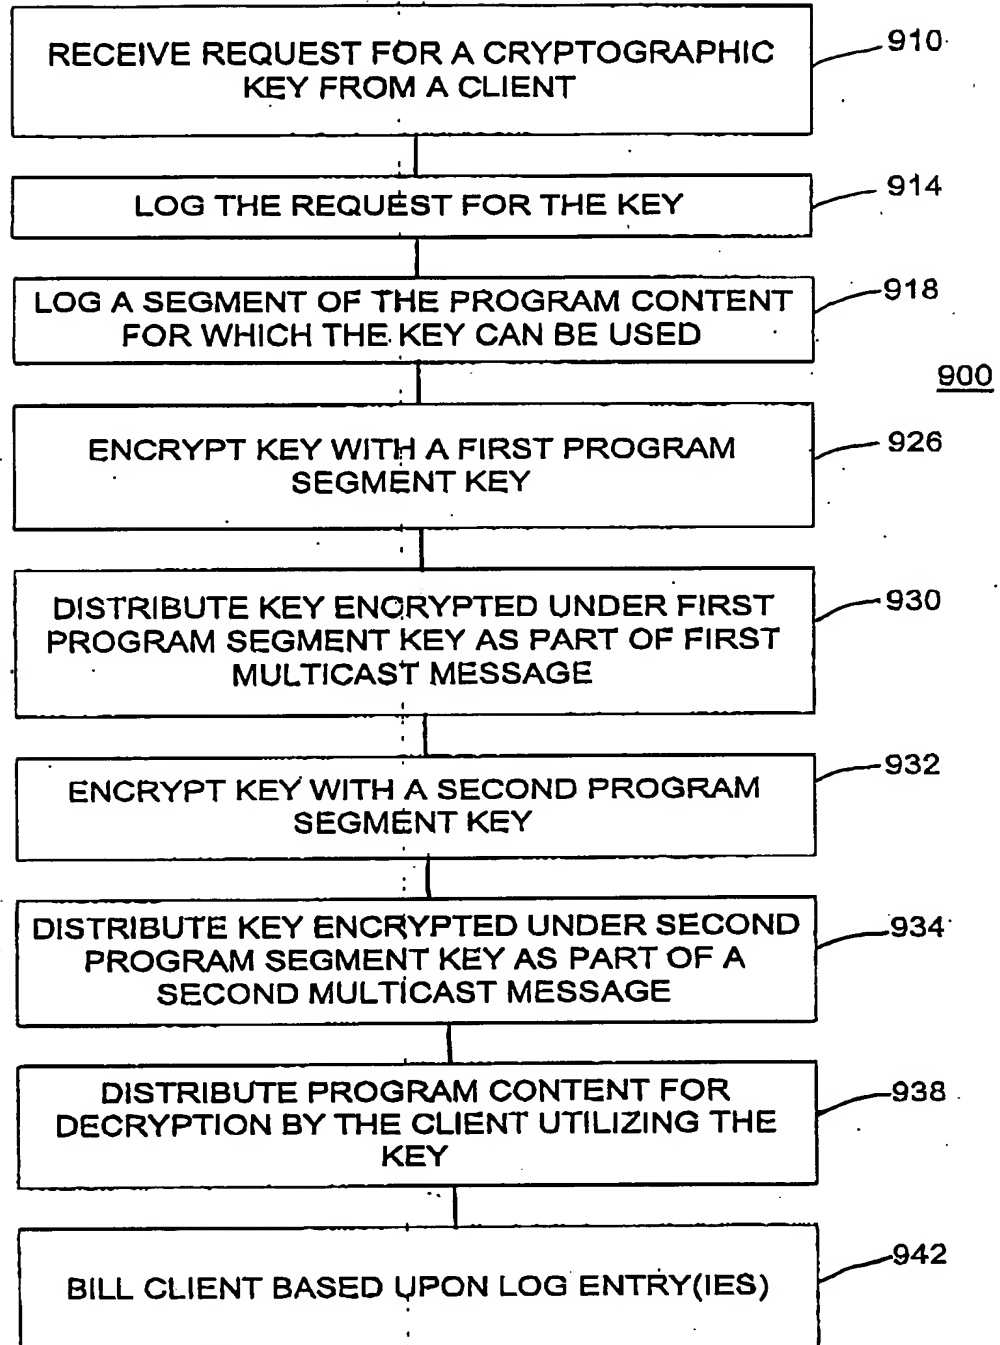 RECEIVE REQUEST FOR A CRYPTOGRAPHIC
KEY FROM A CLIENT
910
LOG THE REQUEST FOR THE KEY
914
LOG A SEGMENT OF THE PROGRAM CONTENT
FOR WHICH THE KEY CAN BE USED
918
900
ENCRYPT KEY WITH A FIRST PROGRAM
SEGMENT KEY
926
DISTRIBUTE KEY ENCRYPTED UNDER FIRST
PROGRAM SEGMENT KEY AS PART OF FIRST
MULTICAST MESSAGE
930
ENCRYPT KEY WITH A SECOND PROGRAM
SEGMENT KEY
932
DISTRIBUTE KEY ENCRYPTED UNDER SECOND
PROGRAM SEGMENT KEY AS PART OF A
SECOND MULTICAST MESSAGE
934
DISTRIBUTE PROGRAM CONTENT FOR
DECRYPTION BY THE CLIENT UTILIZING THE
KEY
938
BILL CLIENT BASED UPON LOG ENTRY(IES)
942